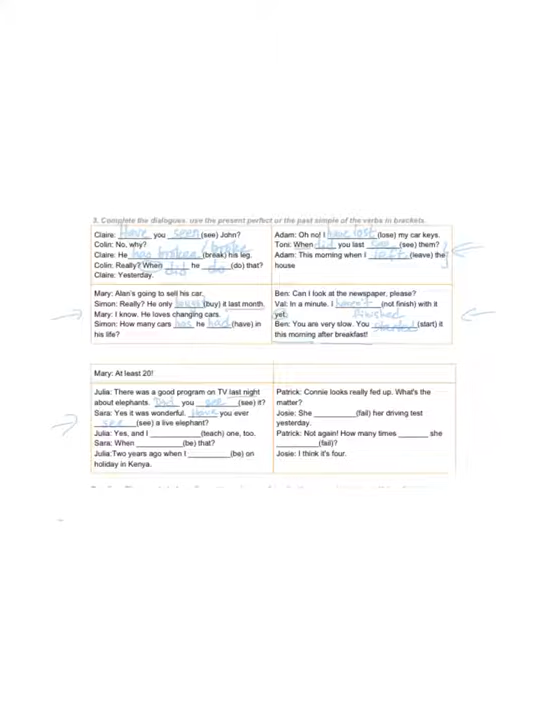 3. Complete the dialogues. use the present perfect or the past simple of the verbs in brackets.
Claire: Have you seen (see) John?
Colin: No, why?
Claire: He has broken / broke (break) his leg.
Colin: Really? When did he do (do) that?
Claire: Yesterday.
Adam: Oh no! I have lost (lose) my car keys.
Toni: When did you last see (see) them?
Adam: This morning when I left (leave) the
house
Mary: Alan's going to sell his car.
Simon: Really? He only (buy) it last month.
Mary: I know. He loves changing cars.
Simon: How many cars has he had (have) in
his life?
Ben: Can I look at the newspaper, please?
Val: In a minute. I haven't (not finish) with it
yet. finished
Ben: You are very slow. You started (start) it
this morning after breakfast!
Mary: At least 20!
Julia: There was a good program on TV last night
about elephants. Did you see (see) it?
Sara: Yes it was wonderful. Have you ever
see (see) a live elephant?
Julia: Yes, and I ________ (teach) one, too.
Sara: When ________ (be) that?
Julia:Two years ago when I ________ (be) on
holiday in Kenya.
Patrick: Connie looks really fed up. What's the
matter?
Josie: She ________ (fail) her driving test
yesterday.
Patrick: Not again! How many times ________ she
________ (fail)?
Josie: I think it's four.